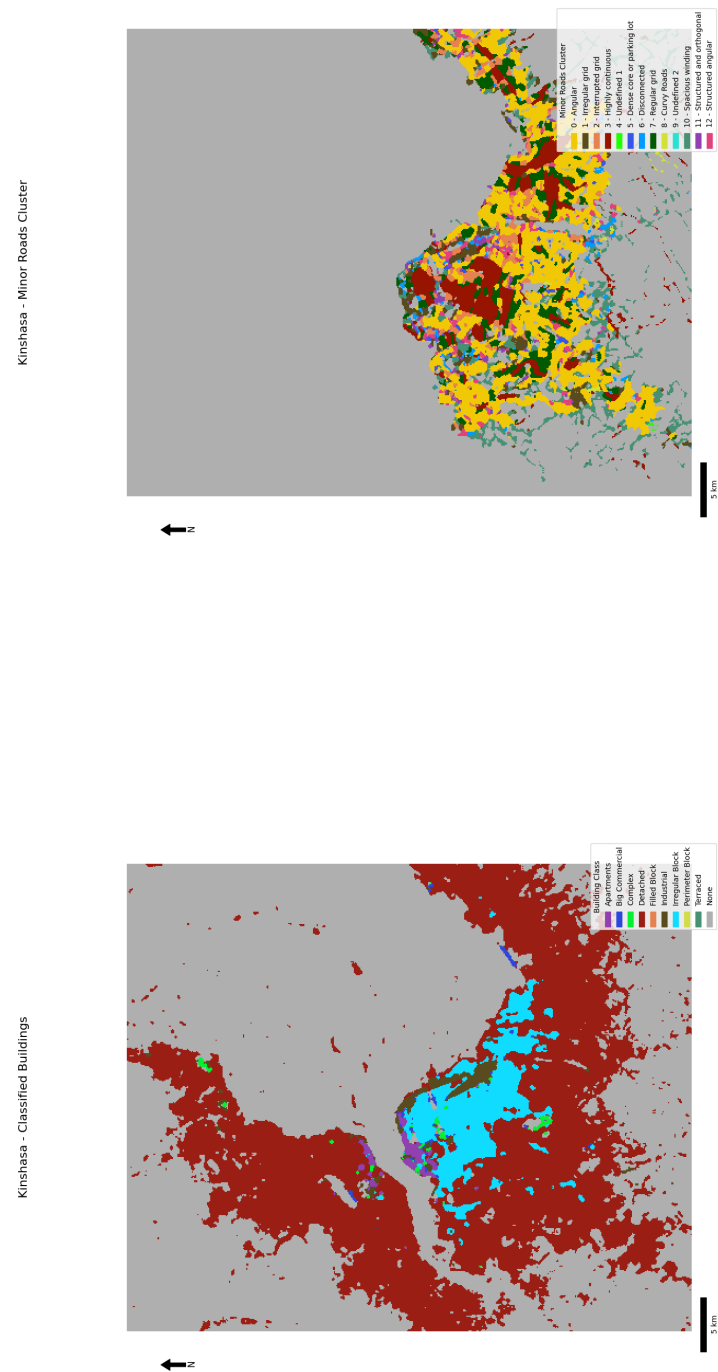 Kinshasa - Classified Buildings
Building Class
Apartments
Big Commercial
Complex
Detached
Filled Block
Industrial
Irregular Block
Perimeter Block
Terraced
None
N
5 km
Kinshasa - Minor Roads Cluster
Minor Roads Cluster
0 - Angular
1 - Irregular grid
2 - Interrupted grid
3 - Highly continuous
4 - Undefined 1
5 - Dense core or parking lot
6 - Disconnected
7 - Regular grid
8 - Curvy Roads
9 - Undefined 2
10 - Spacious winding
11 - Structured and orthogonal
12 - Structured angular
N
5 km